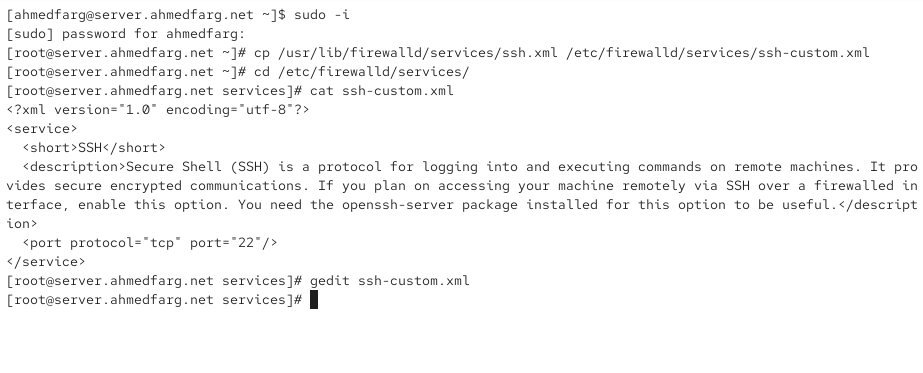 [ahmedfarg@server.ahmedfarg.net ~]$ sudo -i
[sudo] password for ahmedfarg:
[root@server.ahmedfarg.net ~]# cp /usr/lib/firewalld/services/ssh.xml /etc/firewalld/services/ssh-custom.xml
[root@server.ahmedfarg.net ~]# cd /etc/firewalld/services/
[root@server.ahmedfarg.net services]# cat ssh-custom.xml
<?xml version="1.0" encoding="utf-8"?>
<service>
  <short>SSH</short>
  <description>Secure Shell (SSH) is a protocol for logging into and executing commands on remote machines. It pro
vides secure encrypted communications. If you plan on accessing your machine remotely via SSH over a firewalled in
terface, enable this option. You need the openssh-server package installed for this option to be useful.</descript
ion>
  <port protocol="tcp" port="22"/>
</service>
[root@server.ahmedfarg.net services]# gedit ssh-custom.xml
[root@server.ahmedfarg.net services]#